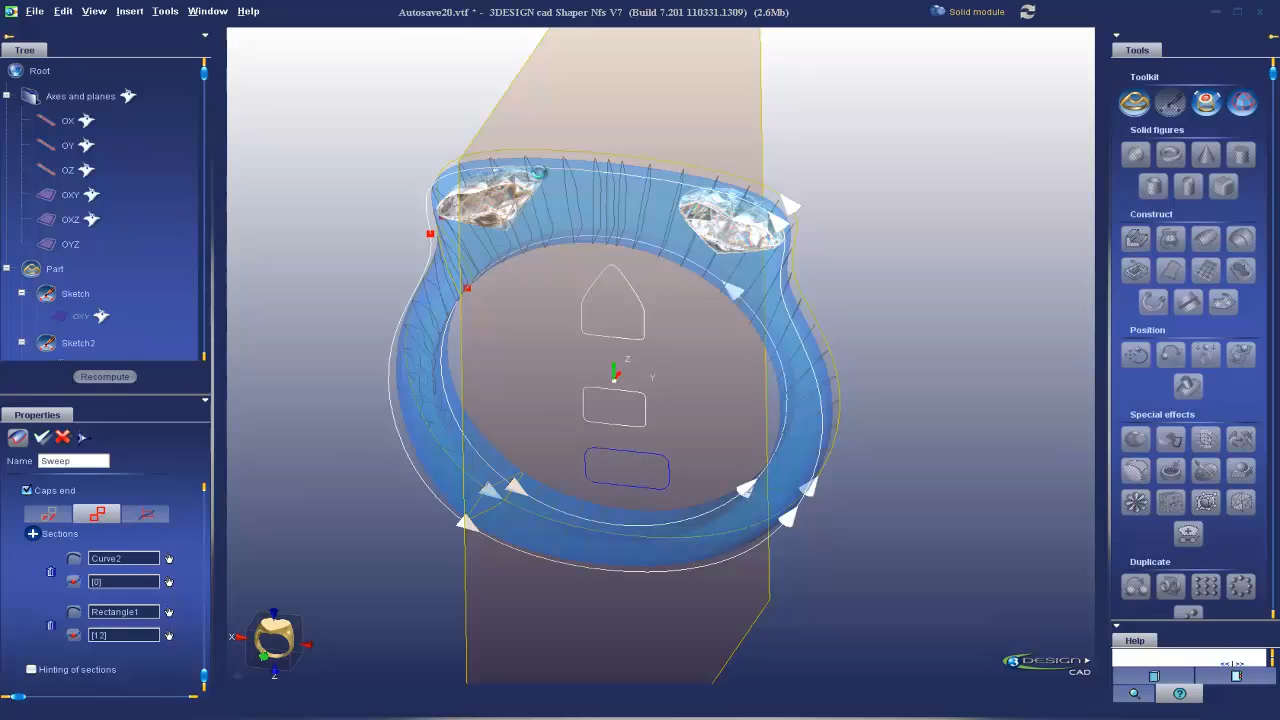 File Edit View Insert Tools Window Help
Autosave20.vtf * - 3DESIGN cad Shaper Nfs V7 (Build 7.201 110331.1309) (2.6Mb)
Solid module
Tree
Root
Axes and planes
OX
OY
OZ
OXY
OXZ
OYZ
Part
Sketch
OXY
Sketch2
Recompute
Properties
Name Sweep
Caps end
Sections
Curve2
[0]
Rectangle1
[12]
Hinting of sections
Z
Y
X
Z
3DESIGN
CAD
Tools
Toolkit
Solid figures
Construct
Position
Special effects
Duplicate
Help
<< | >>